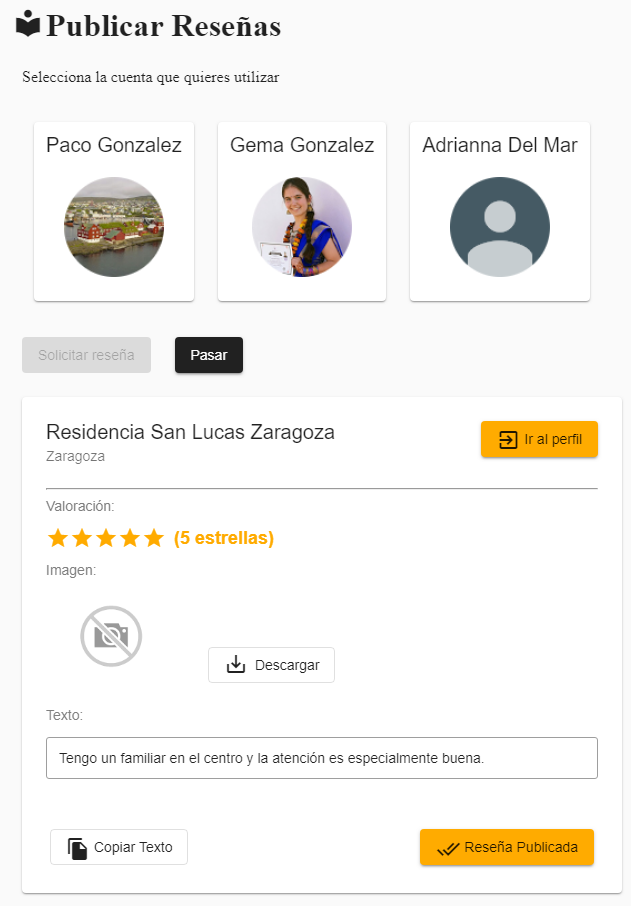 Publicar Reseñas
Selecciona la cuenta que quieres utilizar
Paco Gonzalez
Gema Gonzalez
Adrianna Del Mar
Solicitar reseña
Pasar
Residencia San Lucas Zaragoza
Ir al perfil
Zaragoza
Valoración:
(5 estrellas)
Imagen:
Descargar
Texto:
Tengo un familiar en el centro y la atención es especialmente buena.
Copiar Texto
Reseña Publicada